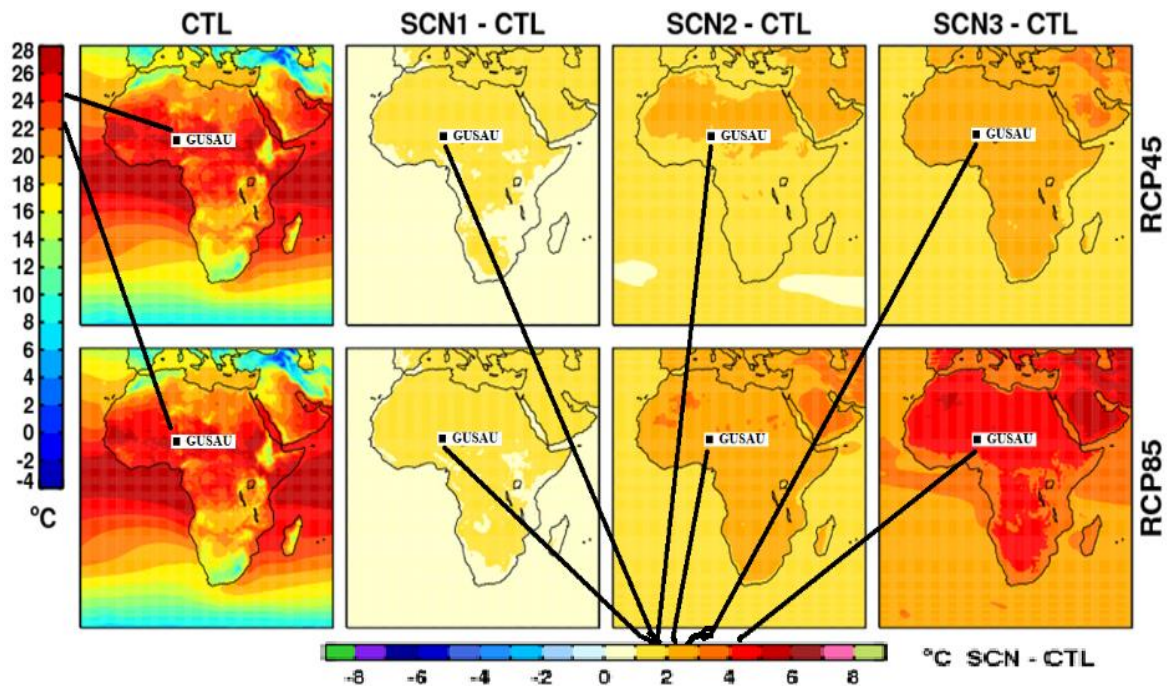 CTL SCN1 - CTL SCN2 - CTL SCN3 - CTL
28
26
24
22
20
18
16
14
12
10
8
6
4
2
0
-2
-4
°C
GUSAU GUSAU GUSAU GUSAU
RCP45
GUSAU GUSAU GUSAU GUSAU
RCP85
-8 -6 -4 -2 0 2 4 6 8
°C SCN - CTL